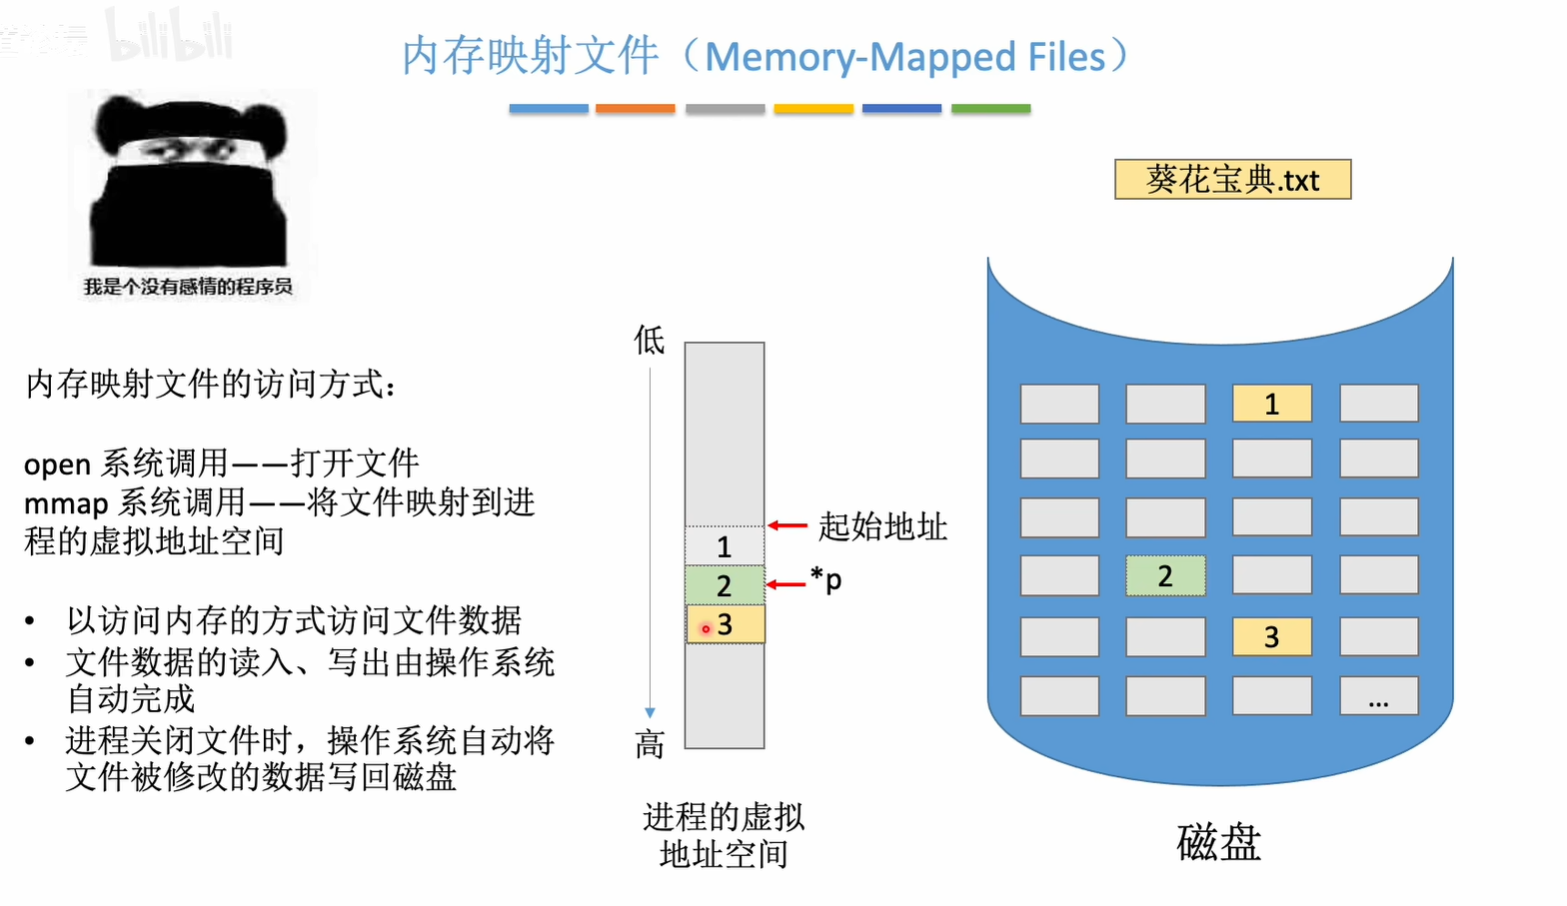 bilibili
内存映射文件（Memory-Mapped Files）
我是个没有感情的程序员
葵花宝典.txt
内存映射文件的访问方式：
open 系统调用——打开文件
mmap 系统调用——将文件映射到进
程的虚拟地址空间
• 以访问内存的方式访问文件数据
• 文件数据的读入、写出由操作系统
自动完成
• 进程关闭文件时，操作系统自动将
文件被修改的数据写回磁盘
低
起始地址
1
2
*p
3
高
进程的虚拟
地址空间
1
2
3
...
磁盘